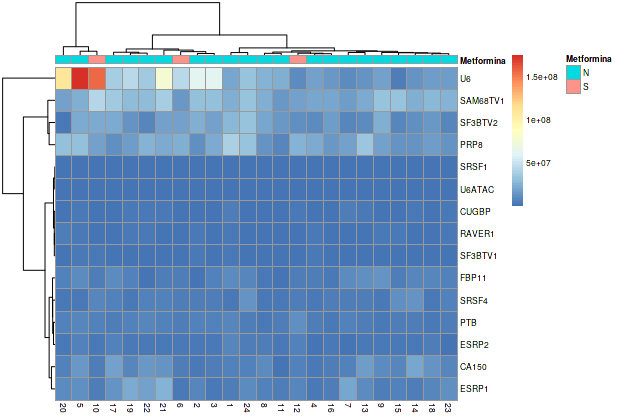 Metformina
U6
SAM68TV1
SF3BTV2
PRP8
SRSF1
U6ATAC
CUGBP
RAVER1
SF3BTV1
FBP11
SRSF4
PTB
ESRP2
CA150
ESRP1
20 5 10 17 19 22 21 6 2 3 1 24 8 11 12 4 16 7 13 9 15 14 18 23
1.5e+08
1e+08
5e+07
Metformina
N
S